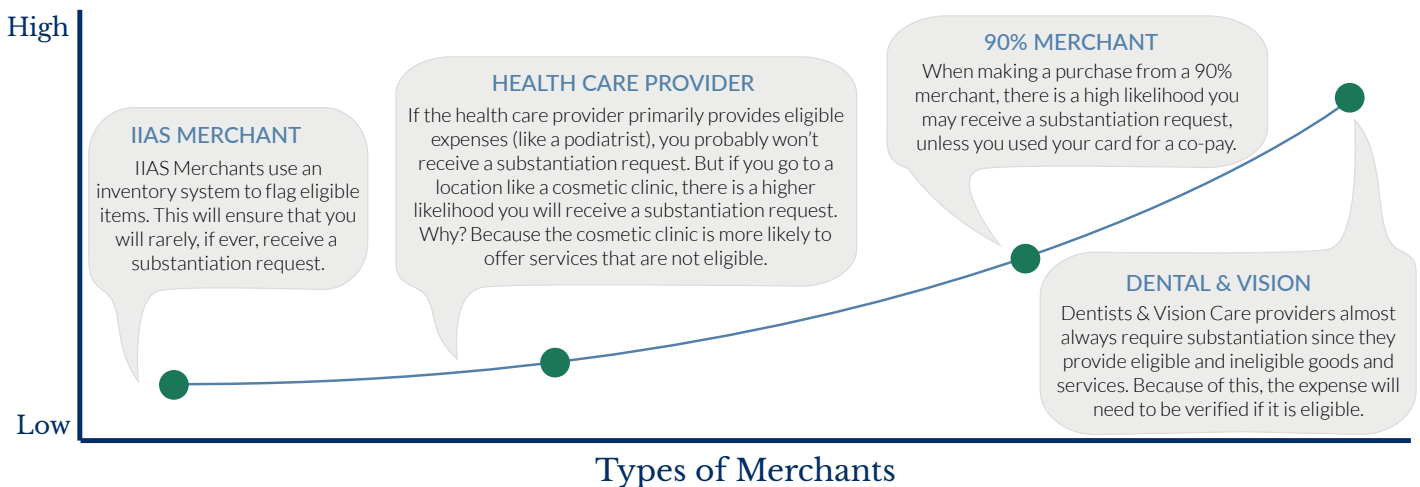 High
IIAS MERCHANT
IIAS Merchants use an
inventory system to flag eligible
items. This will ensure that you
will rarely, if ever, receive a
substantiation request.
HEALTH CARE PROVIDER
If the health care provider primarily provides eligible
expenses (like a podiatrist), you probably won’t
receive a substantiation request. But if you go to a
location like a cosmetic clinic, there is a higher
likelihood you will receive a substantiation request.
Why? Because the cosmetic clinic is more likely to
offer services that are not eligible.
90% MERCHANT
When making a purchase from a 90%
merchant, there is a high likelihood you
may receive a substantiation request,
unless you used your card for a co-pay.
DENTAL & VISION
Dentists & Vision Care providers almost
always require substantiation since they
provide eligible and ineligible goods and
services. Because of this, the expense will
need to be verified if it is eligible.
Low
Types of Merchants